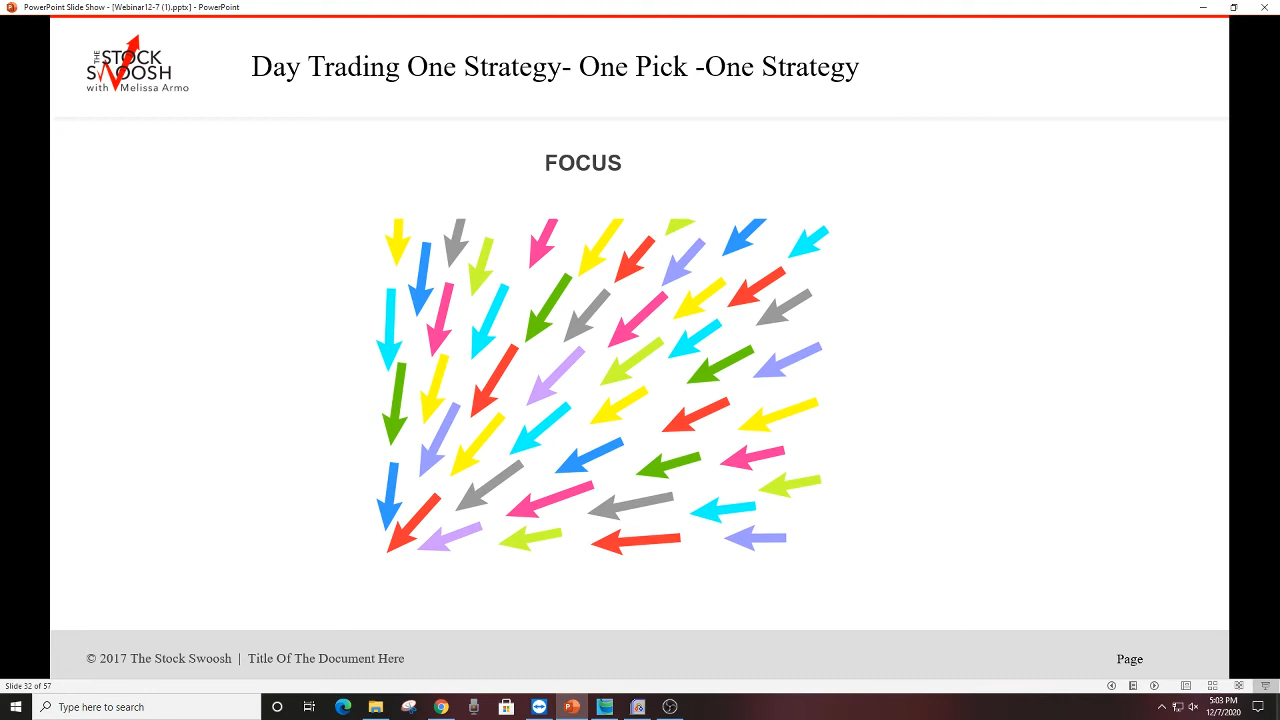 PowerPoint Slide Show - [Webinar12-7 (1).pptx] - PowerPoint
THE STOCK
SWOOSH
with Melissa Armo
Day Trading One Strategy- One Pick -One Strategy
FOCUS
© 2017 The Stock Swoosh | Title Of The Document Here
Page
Slide 32 of 57
Type here to search
5:03 PM
12/7/2020